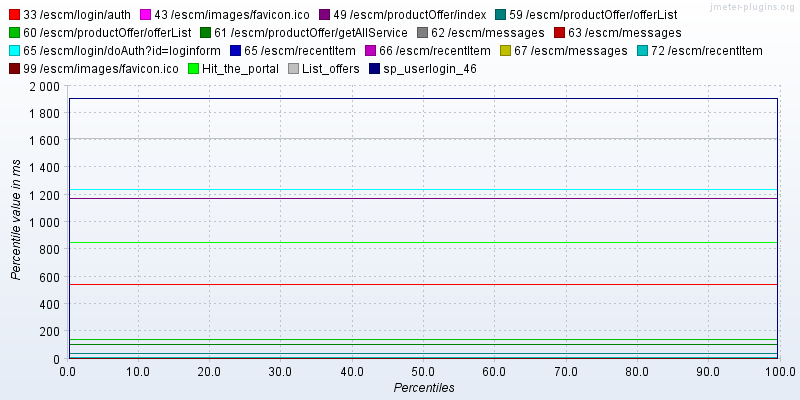 jmeter-plugins.org
33 /escm/login/auth 43 /escm/images/favicon.ico 49 /escm/productOffer/index 59 /escm/productOffer/offerList
60 /escm/productOffer/offerList 61 /escm/productOffer/getAllService 62 /escm/messages 63 /escm/messages
65 /escm/login/doAuth?id=loginform 65 /escm/recentItem 66 /escm/recentItem 67 /escm/messages 72 /escm/recentItem
99 /escm/images/favicon.ico Hit_the_portal List_offers sp_userlogin_46
2 000
1 800
1 600
1 400
1 200
1 000
800
600
400
200
0
Percentile value in ms
0.0 10.0 20.0 30.0 40.0 50.0 60.0 70.0 80.0 90.0 100.0
Percentiles